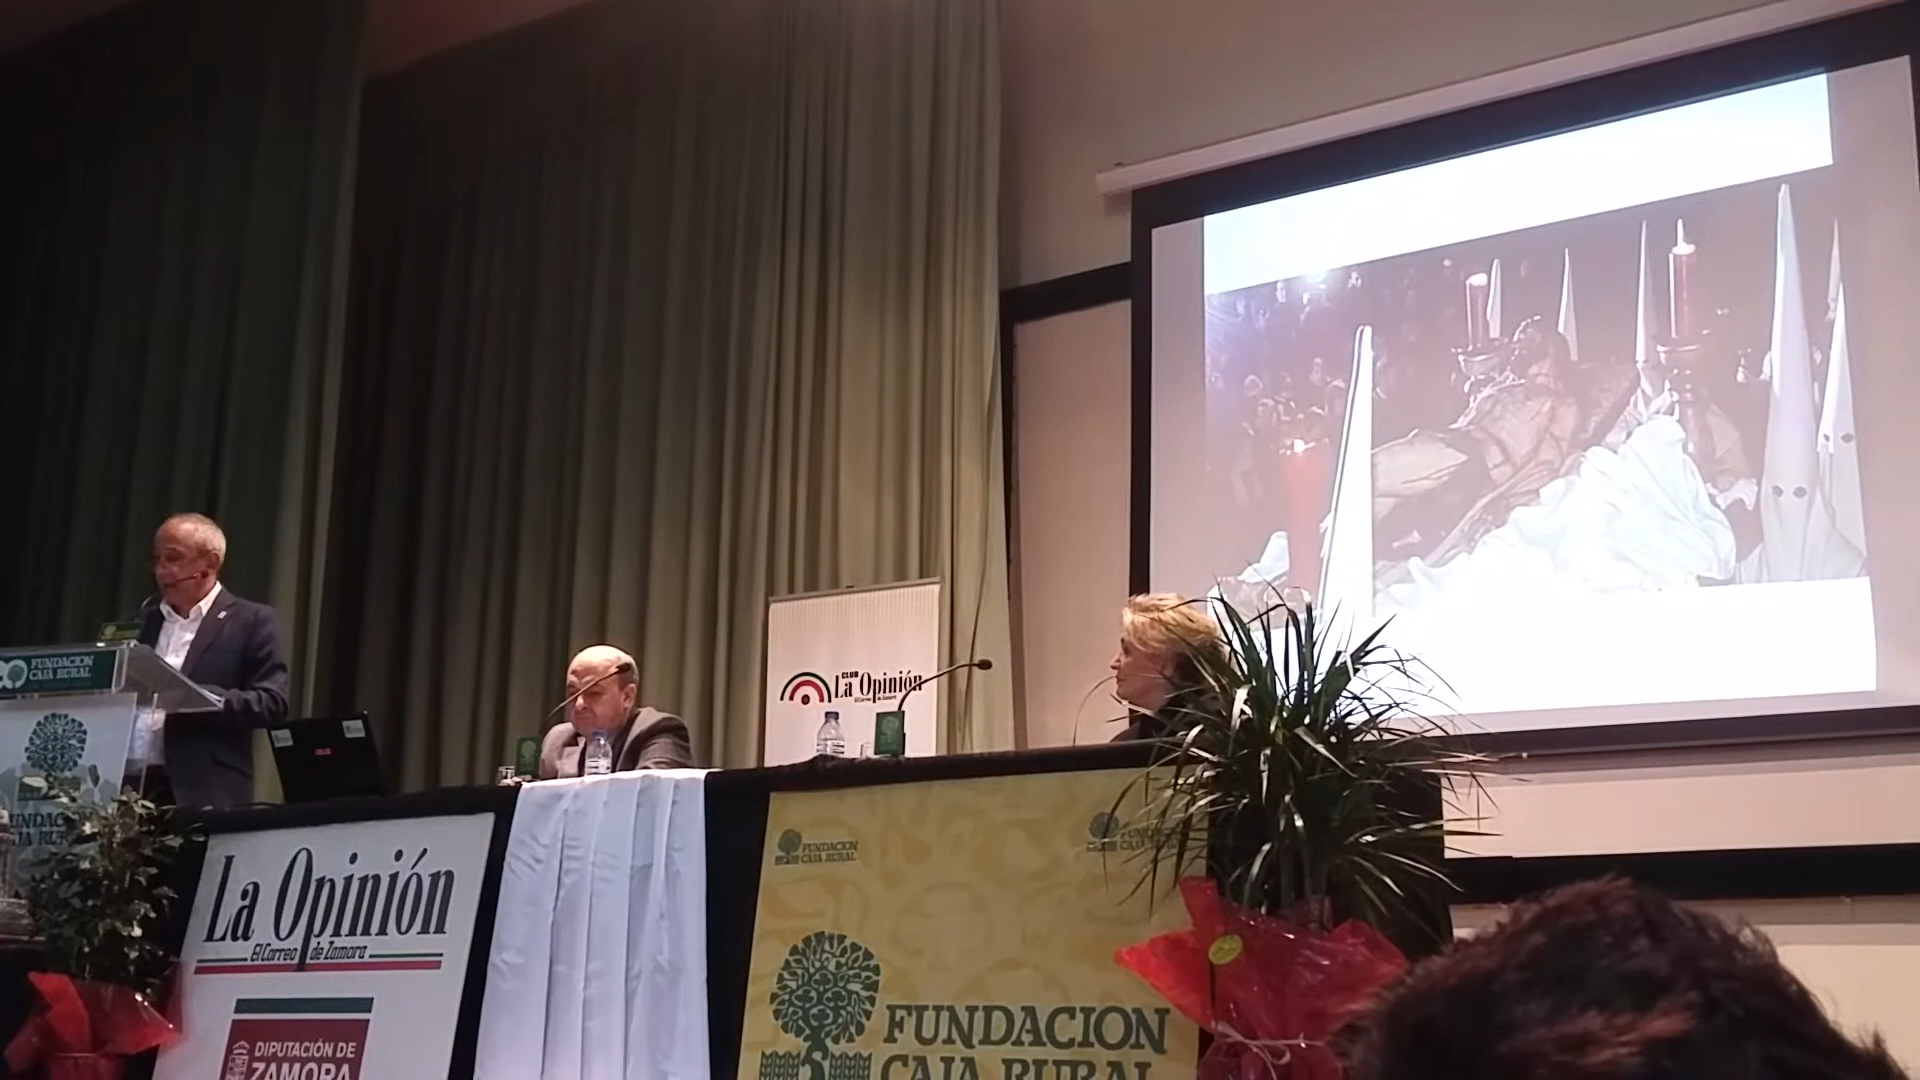 FUNDACION
CAJA RURAL
CLUB
La Opinión
El Correo de Zamora
La Opinión
El Correo de Zamora
DIPUTACIÓN DE
ZAMORA
FUNDACION
CAJA RURAL
FUNDACION
CAJA RURAL